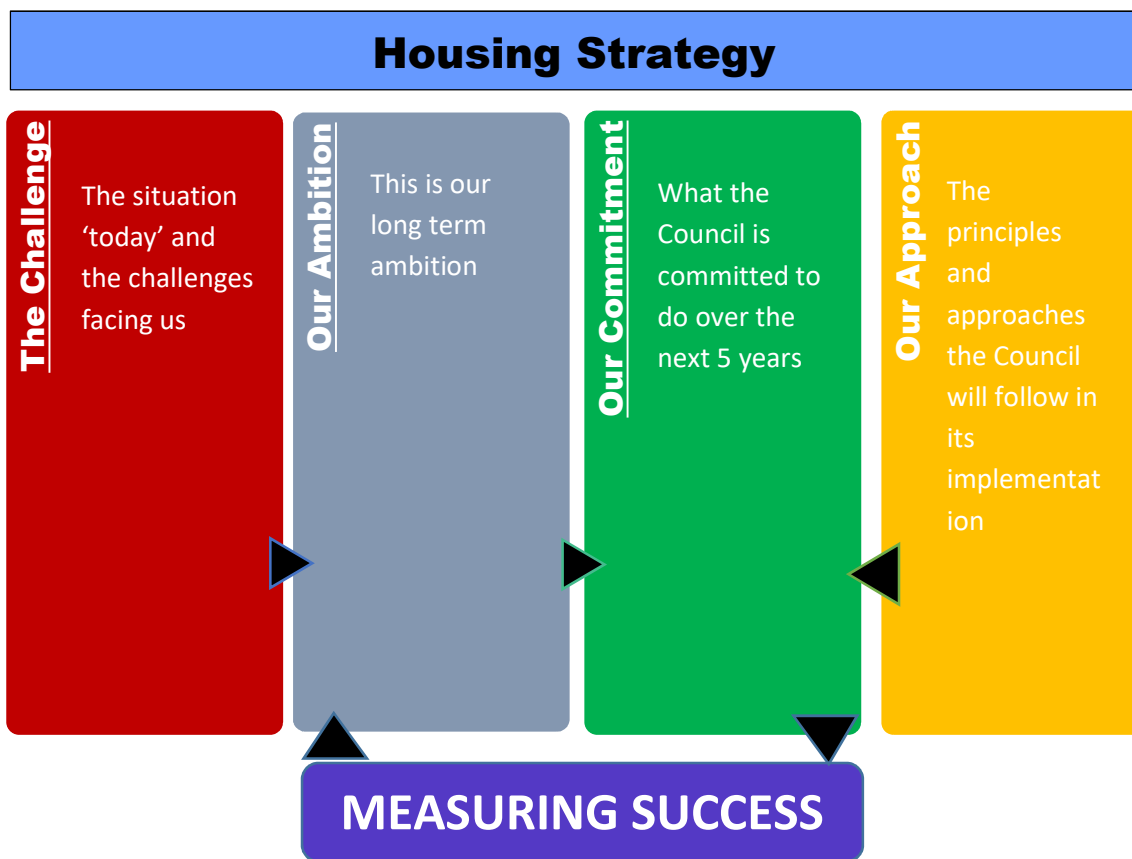 Housing Strategy
The Challenge
The situation
‘today’ and
the challenges
facing us
Our Ambition
This is our
long term
ambition
Our Commitment
What the
Council is
committed to
do over the
next 5 years
Our Approach
The
principles
and
approaches
the Council
will follow in
its
implementat
ion
MEASURING SUCCESS